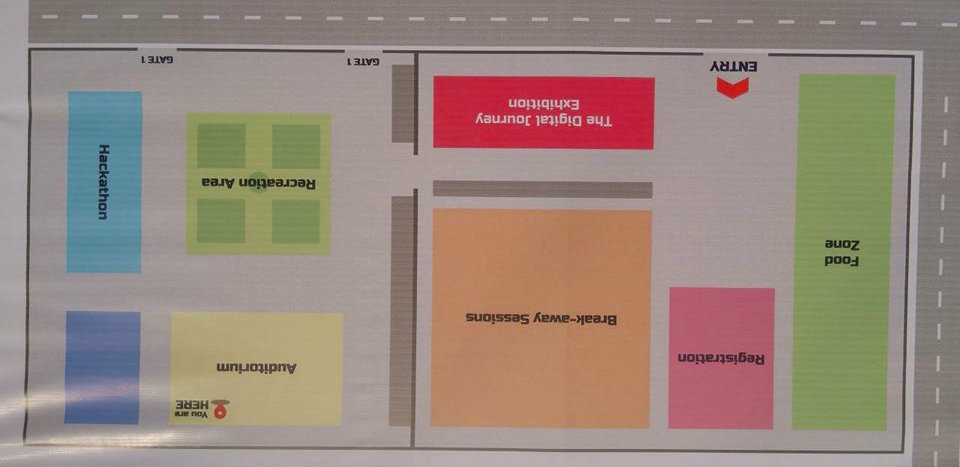 You are
HERE
Auditorium
Registration
Break-away Sessions
Food
Zone
Recreation Area
Hackathon
The Digital Journey
Exhibition
ENTRY
GATE 1
GATE 1